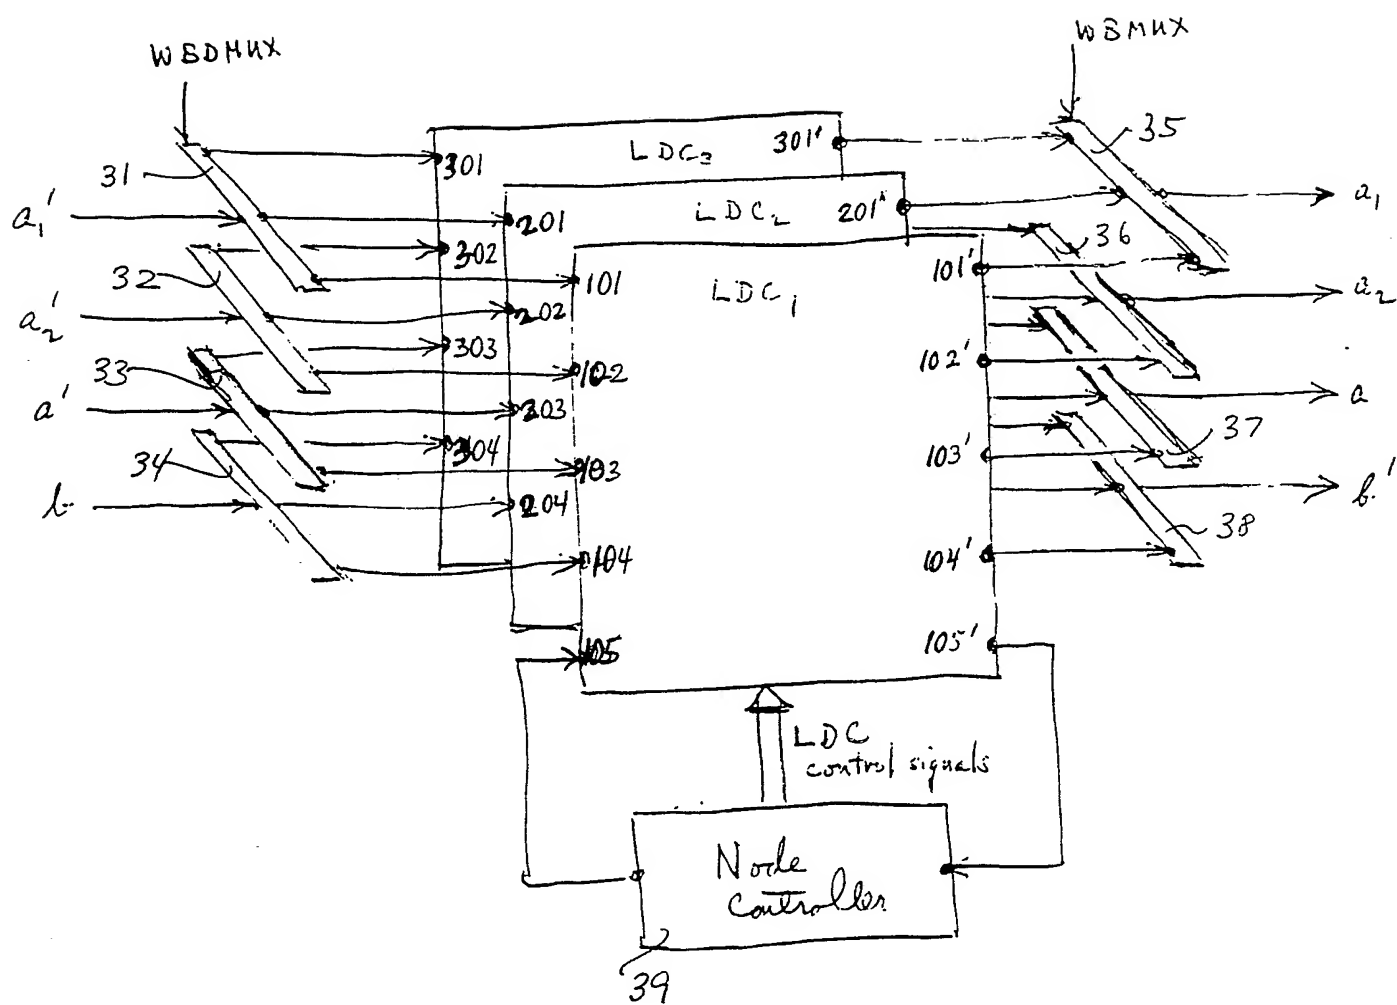 WBDMUX
WBMUX
31
301
LDC₃
301'
35
a₁'
201
LDC₂
201'
a₁
302
36
32
101
LDC₁
101'
a₂'
202
a₂
303
102
102'
33
a'
203
a
304
37
34
103
103'
b
204
b'
38
104
104'
105
105'
LDC
control signals
Node
Controller
39